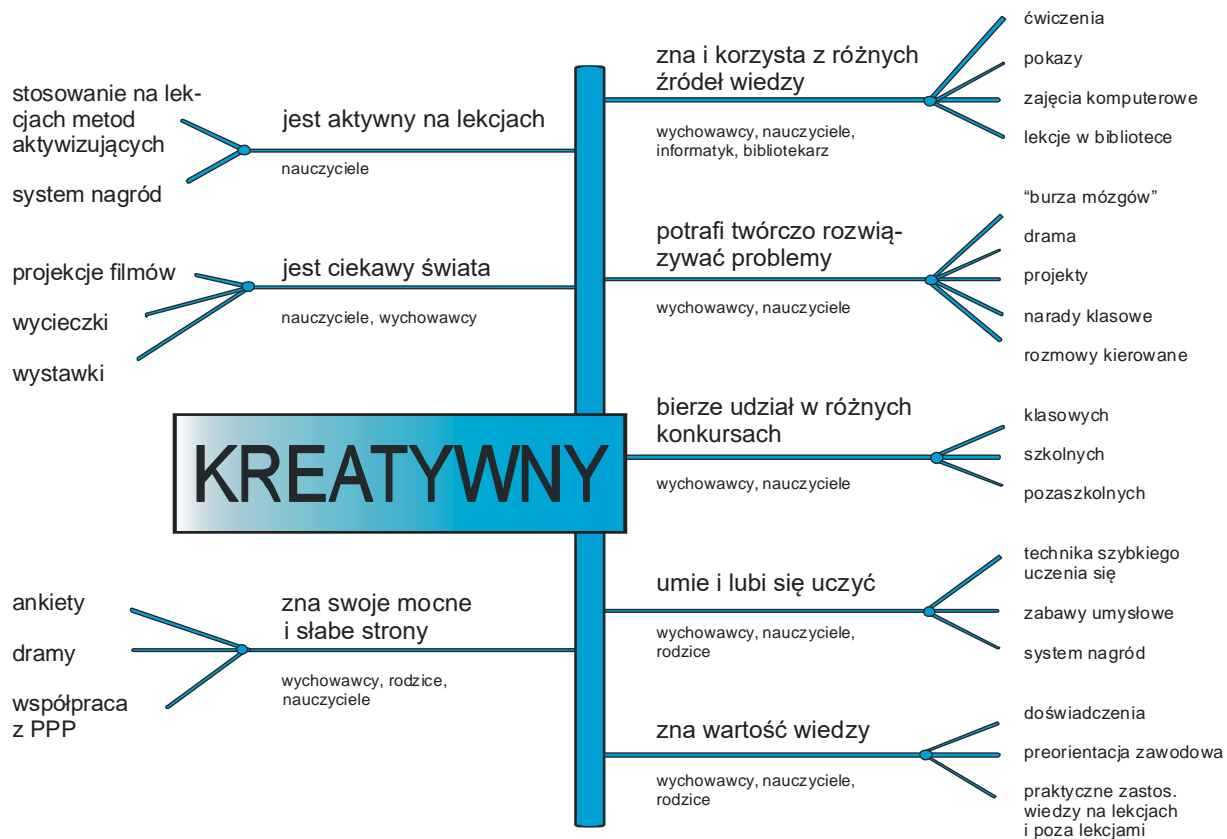 stosowanie na lek-
cjach metod
aktywizujących
system nagród
jest aktywny na lekcjach
nauczyciele
projekcje filmów
wycieczki
wystawki
jest ciekawy świata
nauczyciele, wychowawcy
KREATYWNY
ankiety
dramy
współpraca
z PPP
zna swoje mocne
i słabe strony
wychowawcy, rodzice,
nauczyciele
zna i korzysta z różnych
źródeł wiedzy
wychowawcy, nauczyciele,
informatyk, bibliotekarz
ćwiczenia
pokazy
zajęcia komputerowe
lekcje w bibliotece
potrafi twórczo rozwią-
zywać problemy
wychowawcy, nauczyciele
“burza mózgów”
drama
projekty
narady klasowe
rozmowy kierowane
bierze udział w różnych
konkursach
wychowawcy, nauczyciele
klasowych
szkolnych
pozaszkolnych
umie i lubi się uczyć
wychowawcy, nauczyciele,
rodzice
technika szybkiego
uczenia się
zabawy umysłowe
system nagród
zna wartość wiedzy
wychowawcy, nauczyciele,
rodzice
doświadczenia
preorientacja zawodowa
praktyczne zastos.
wiedzy na lekcjach
i poza lekcjami